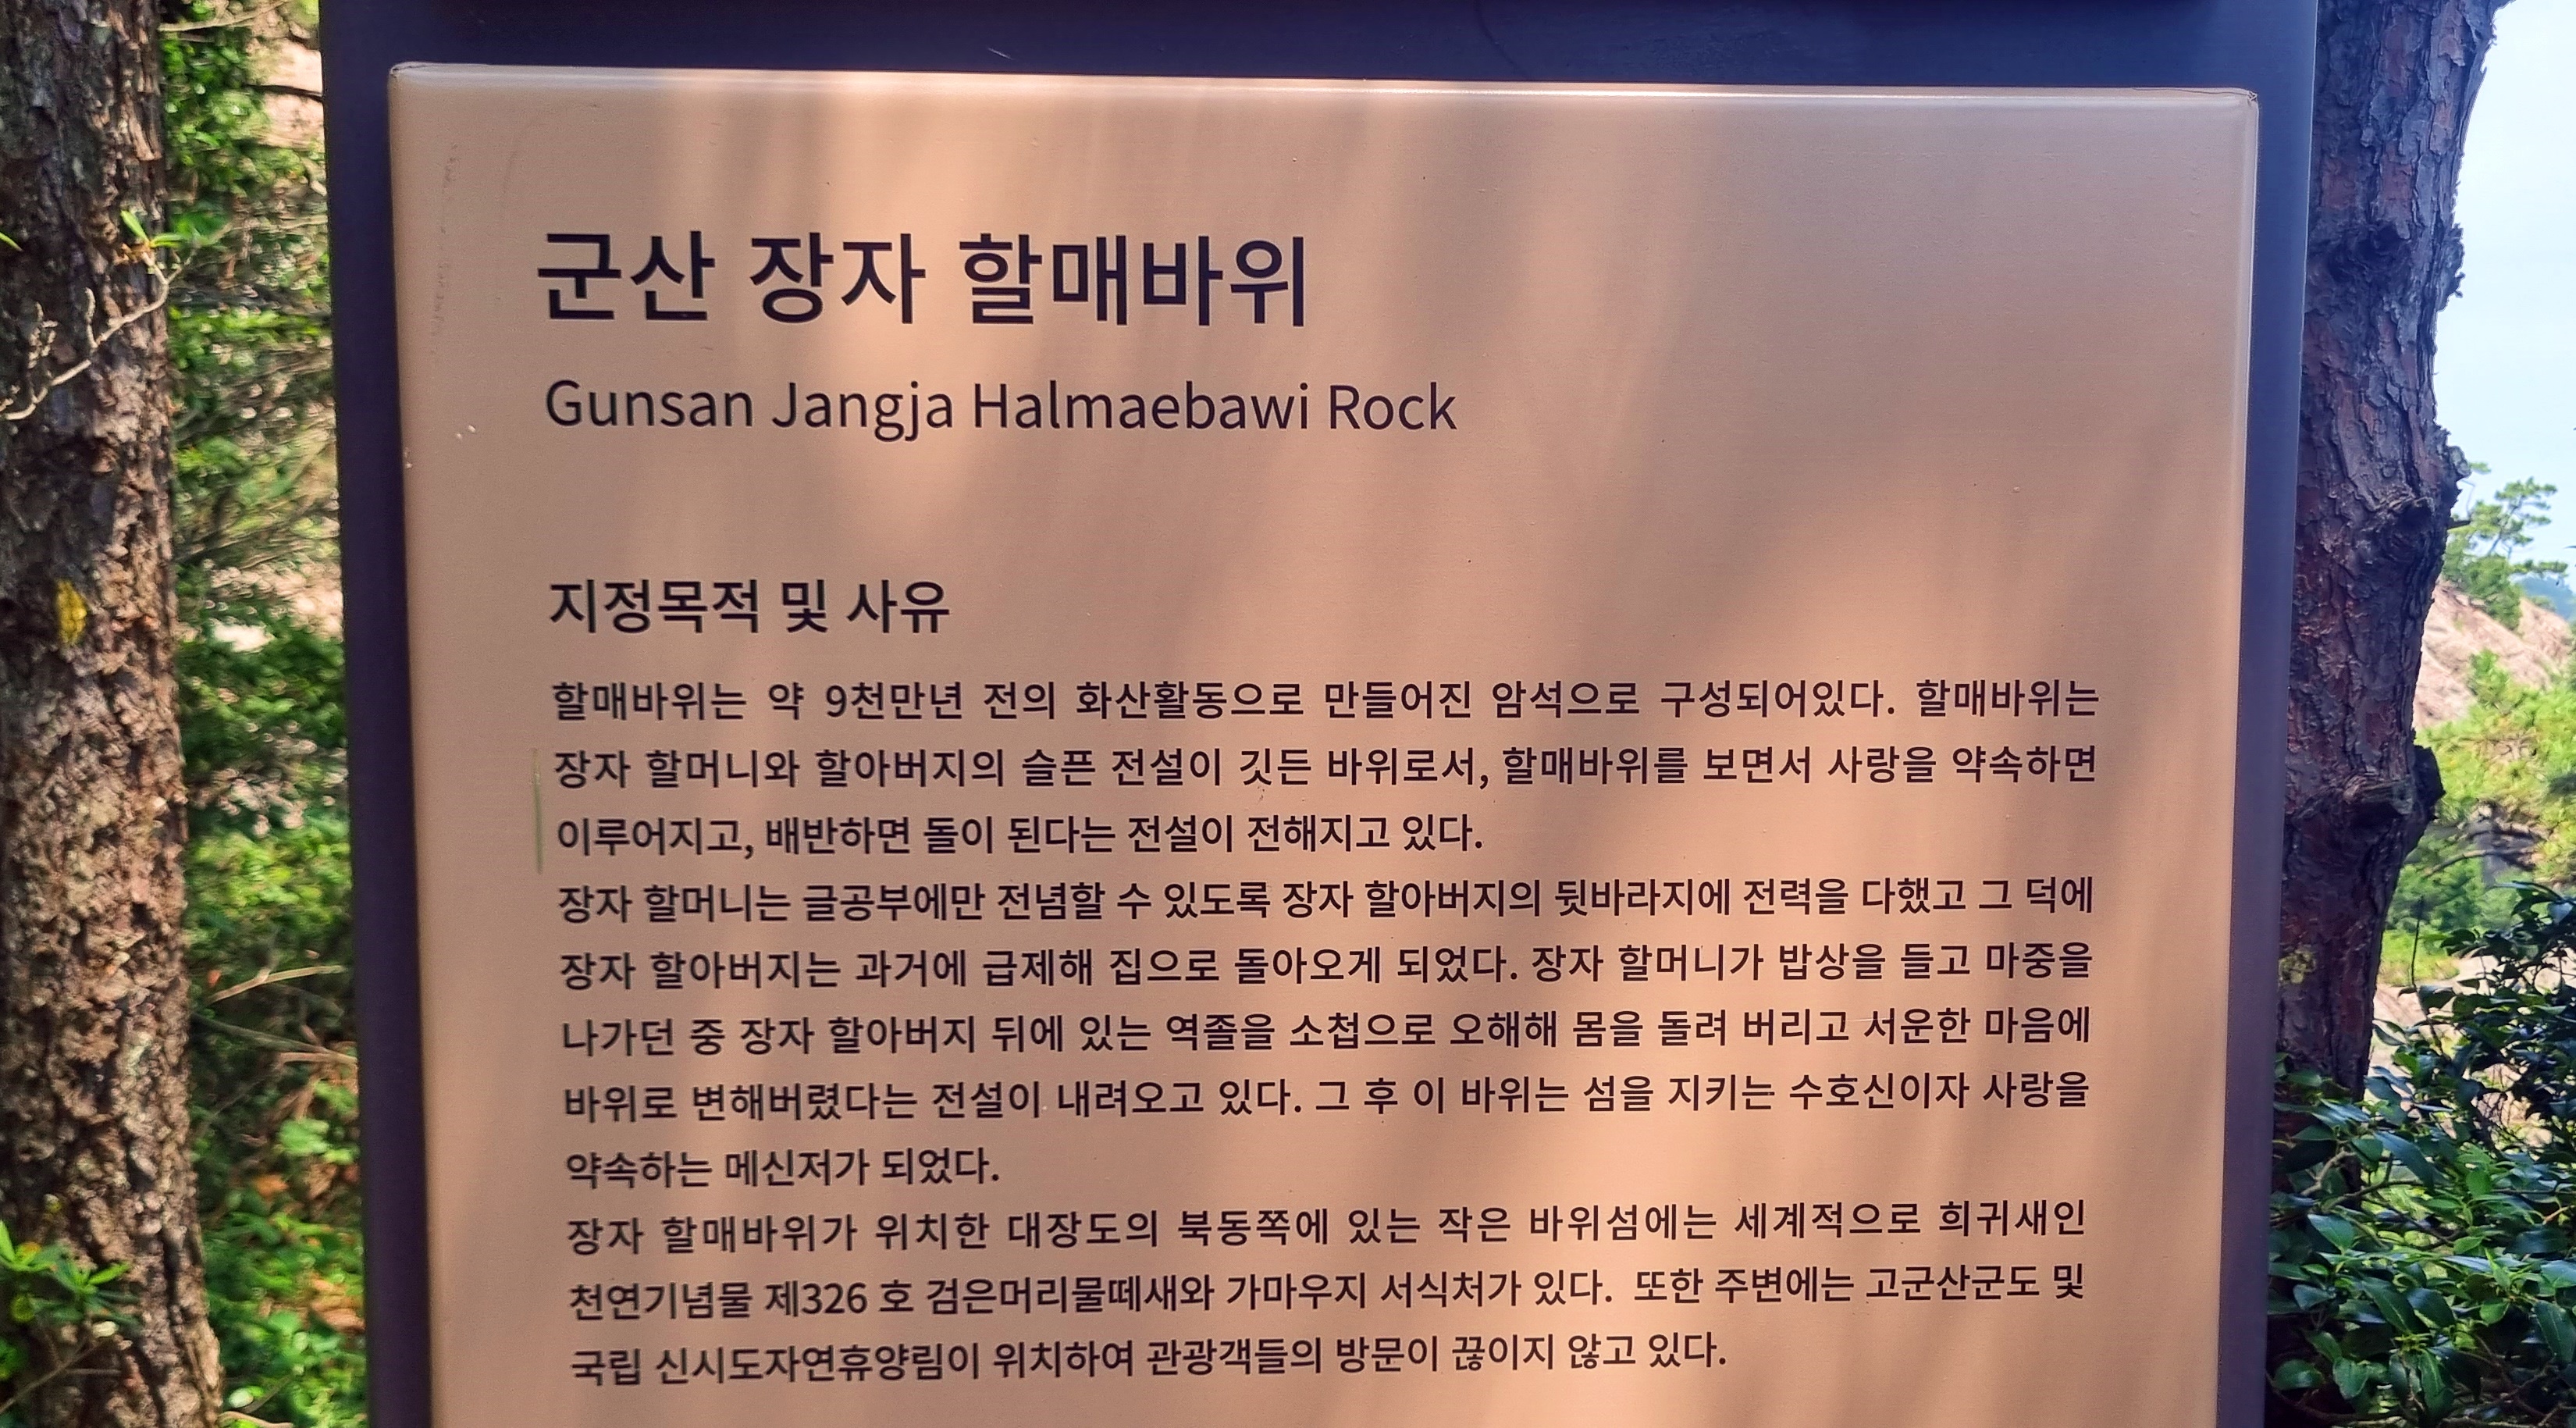 군산 장자 할매바위
Gunsan Jangja Halmaebawi Rock
지정목적 및 사유
할매바위는 약 9천만년 전의 화산활동으로 만들어진 암석으로 구성되어있다. 할매바위는
장자 할머니와 할아버지의 슬픈 전설이 깃든 바위로서, 할매바위를 보면서 사랑을 약속하면
이루어지고, 배반하면 돌이 된다는 전설이 전해지고 있다.
장자 할머니는 글공부에만 전념할 수 있도록 장자 할아버지의 뒷바라지에 전력을 다했고 그 덕에
장자 할아버지는 과거에 급제해 집으로 돌아오게 되었다. 장자 할머니가 밥상을 들고 마중을
나가던 중 장자 할아버지 뒤에 있는 역졸을 소첩으로 오해해 몸을 돌려 버리고 서운한 마음에
바위로 변해버렸다는 전설이 내려오고 있다. 그 후 이 바위는 섬을 지키는 수호신이자 사랑을
약속하는 메신저가 되었다.
장자 할매바위가 위치한 대장도의 북동쪽에 있는 작은 바위섬에는 세계적으로 희귀새인
천연기념물 제326 호 검은머리물떼새와 가마우지 서식처가 있다. 또한 주변에는 고군산군도 및
국립 신시도자연휴양림이 위치하여 관광객들의 방문이 끊이지 않고 있다.